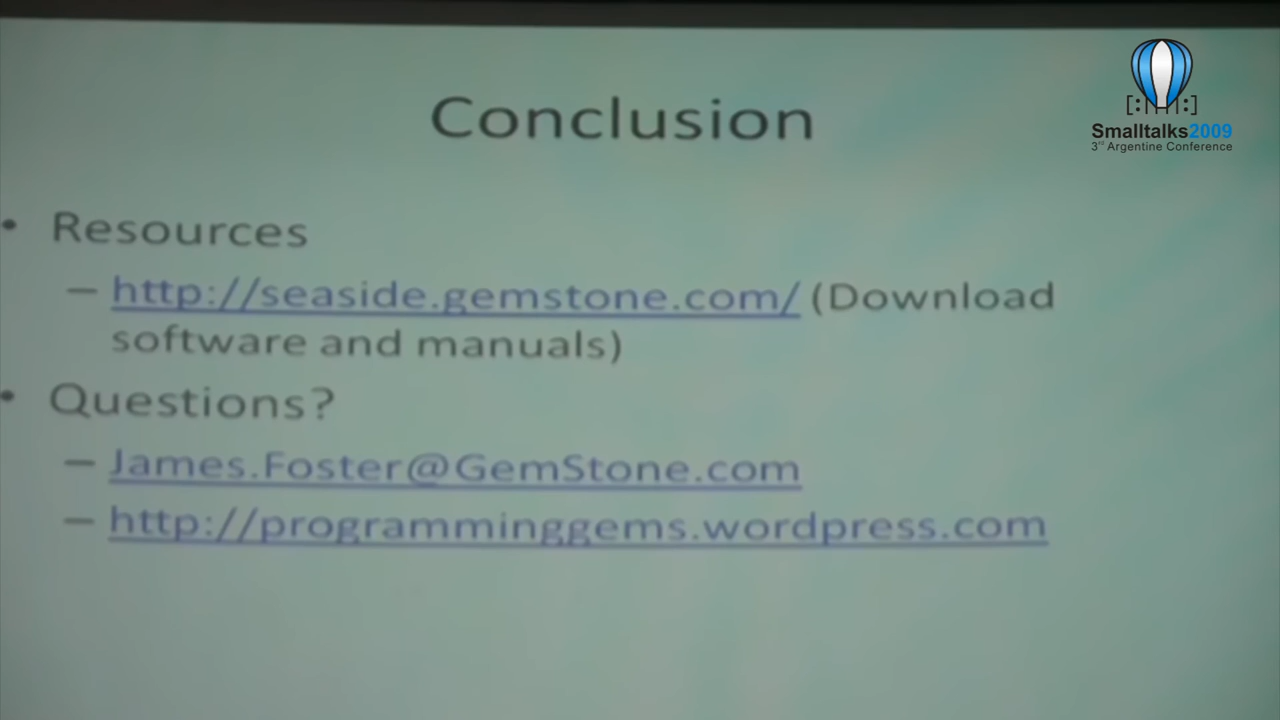 Conclusion
[:||||:]
Smalltalks2009
3rd Argentine Conference
• Resources
– http://seaside.gemstone.com/ (Download
software and manuals)
• Questions?
– James.Foster@GemStone.com
– http://programminggems.wordpress.com